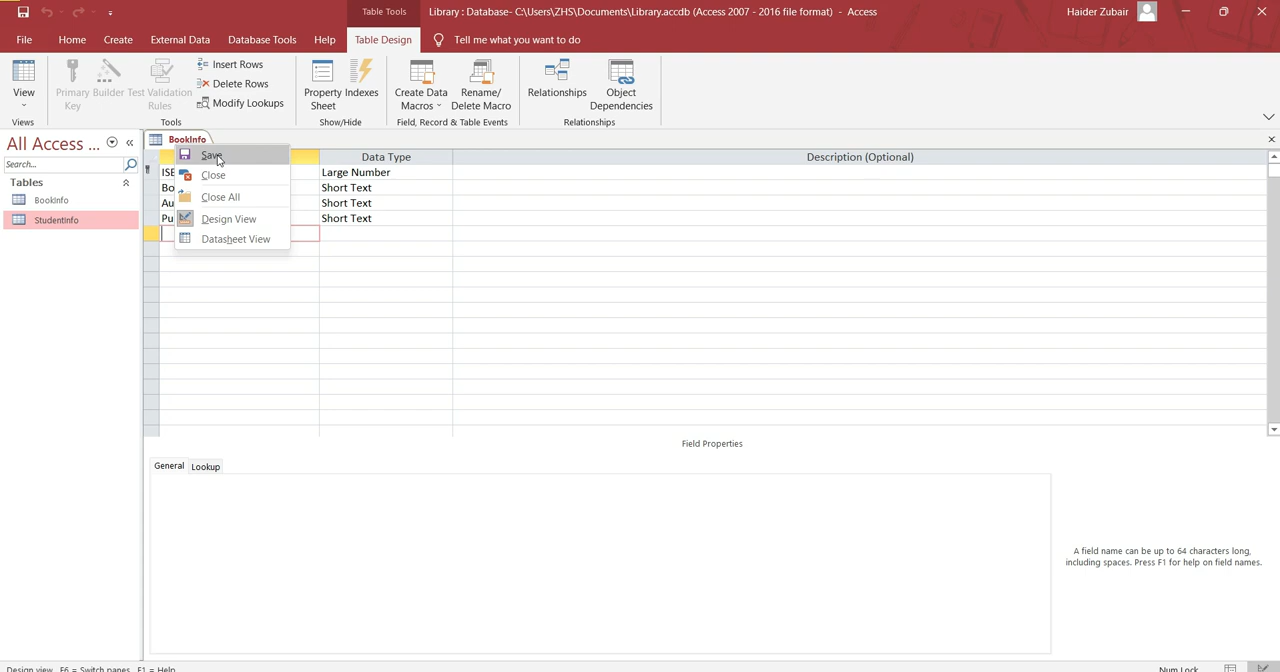 Table Tools
Library : Database- C:\Users\ZHS\Documents\Library.accdb (Access 2007 - 2016 file format) - Access
Haider Zubair
File Home Create External Data Database Tools Help Table Design Tell me what you want to do
View
Primary Key
Builder
Test Validation Rules
Insert Rows
Delete Rows
Modify Lookups
Property Sheet
Indexes
Create Data Macros
Rename/ Delete Macro
Relationships
Object Dependencies
Views
Tools
Show/Hide
Field, Record & Table Events
Relationships
All Access ...
Search...
Tables
BookInfo
StudentInfo
BookInfo
Save
Close
Close All
Design View
Datasheet View
Data Type
Description (Optional)
Large Number
Short Text
Short Text
Short Text
Field Properties
General Lookup
A field name can be up to 64 characters long,
including spaces. Press F1 for help on field names.
Design view. F6 = Switch panes. F1 = Help.
Num Lock